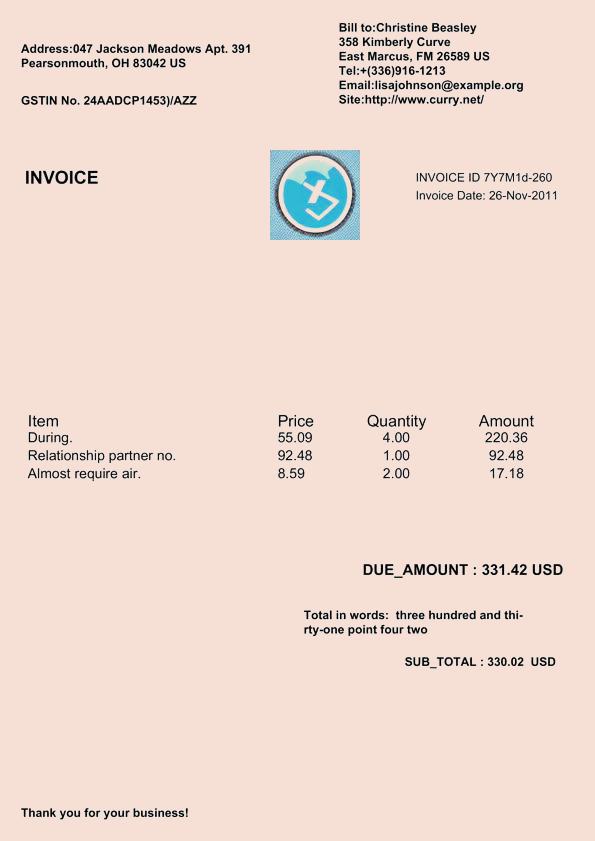 Address:047 Jackson Meadows Apt. 391
Pearsonmouth, OH 83042 US
GSTIN No. 24AADCP1453)/AZZ
Bill to:Christine Beasley
358 Kimberly Curve
East Marcus, FM 26589 US
Tel:+(336)916-1213
Email:lisajohnson@example.org
Site:http://www.curry.net/
INVOICE
INVOICE ID 7Y7M1d-260
Invoice Date: 26-Nov-2011
Item Price Quantity Amount
During. 55.09 4.00 220.36
Relationship partner no. 92.48 1.00 92.48
Almost require air. 8.59 2.00 17.18
DUE_AMOUNT : 331.42 USD
Total in words: three hundred and thi-
rty-one point four two
SUB_TOTAL : 330.02 USD
Thank you for your business!